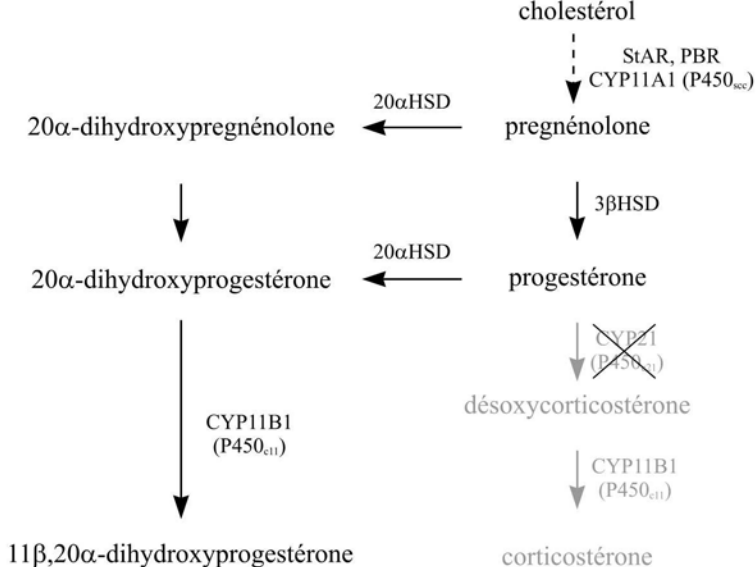 cholestérol
StAR, PBR
CYP11A1 (P450scc)
20αHSD
20α-dihydroxypregnénolone
pregnénolone
3βHSD
20αHSD
20α-dihydroxyprogestérone
progestérone
CYP21
(P450c21)
désoxycorticostérone
CYP11B1
(P450c11)
CYP11B1
(P450c11)
11β,20α-dihydroxyprogestérone
corticostérone